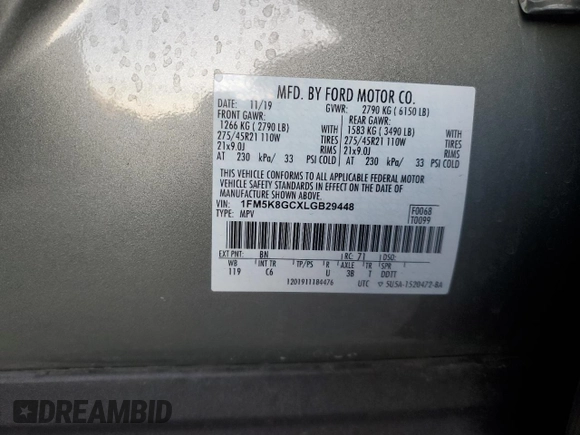 MFD. BY FORD MOTOR CO.
DATE: 11/19 GVWR: 2790 KG ( 6150 LB)
FRONT GAWR: REAR GAWR:
1266 KG ( 2790 LB) WITH 1583 KG ( 3490 LB) WITH
275/45R21 110W TIRES 275/45R21 110W TIRES
21x9.0J RIMS 21x9.0J RIMS
AT 230 kPa/ 33 PSI COLD AT 230 kPa/ 33 PSI COLD
THIS VEHICLE CONFORMS TO ALL APPLICABLE FEDERAL MOTOR
VEHICLE SAFETY STANDARDS IN EFFECT ON THE DATE OF
MANUFACTURE SHOWN ABOVE.
VIN: 1FM5K8GCXLGB29448 F0068
TYPE: MPV T0099
EXT PNT: BN RC: 71 DSO:
WB INT TR TP/PS R AXLE TR SPR
119 C6 U 3B T DDTT
1201911184476 UTC
DREAMBID